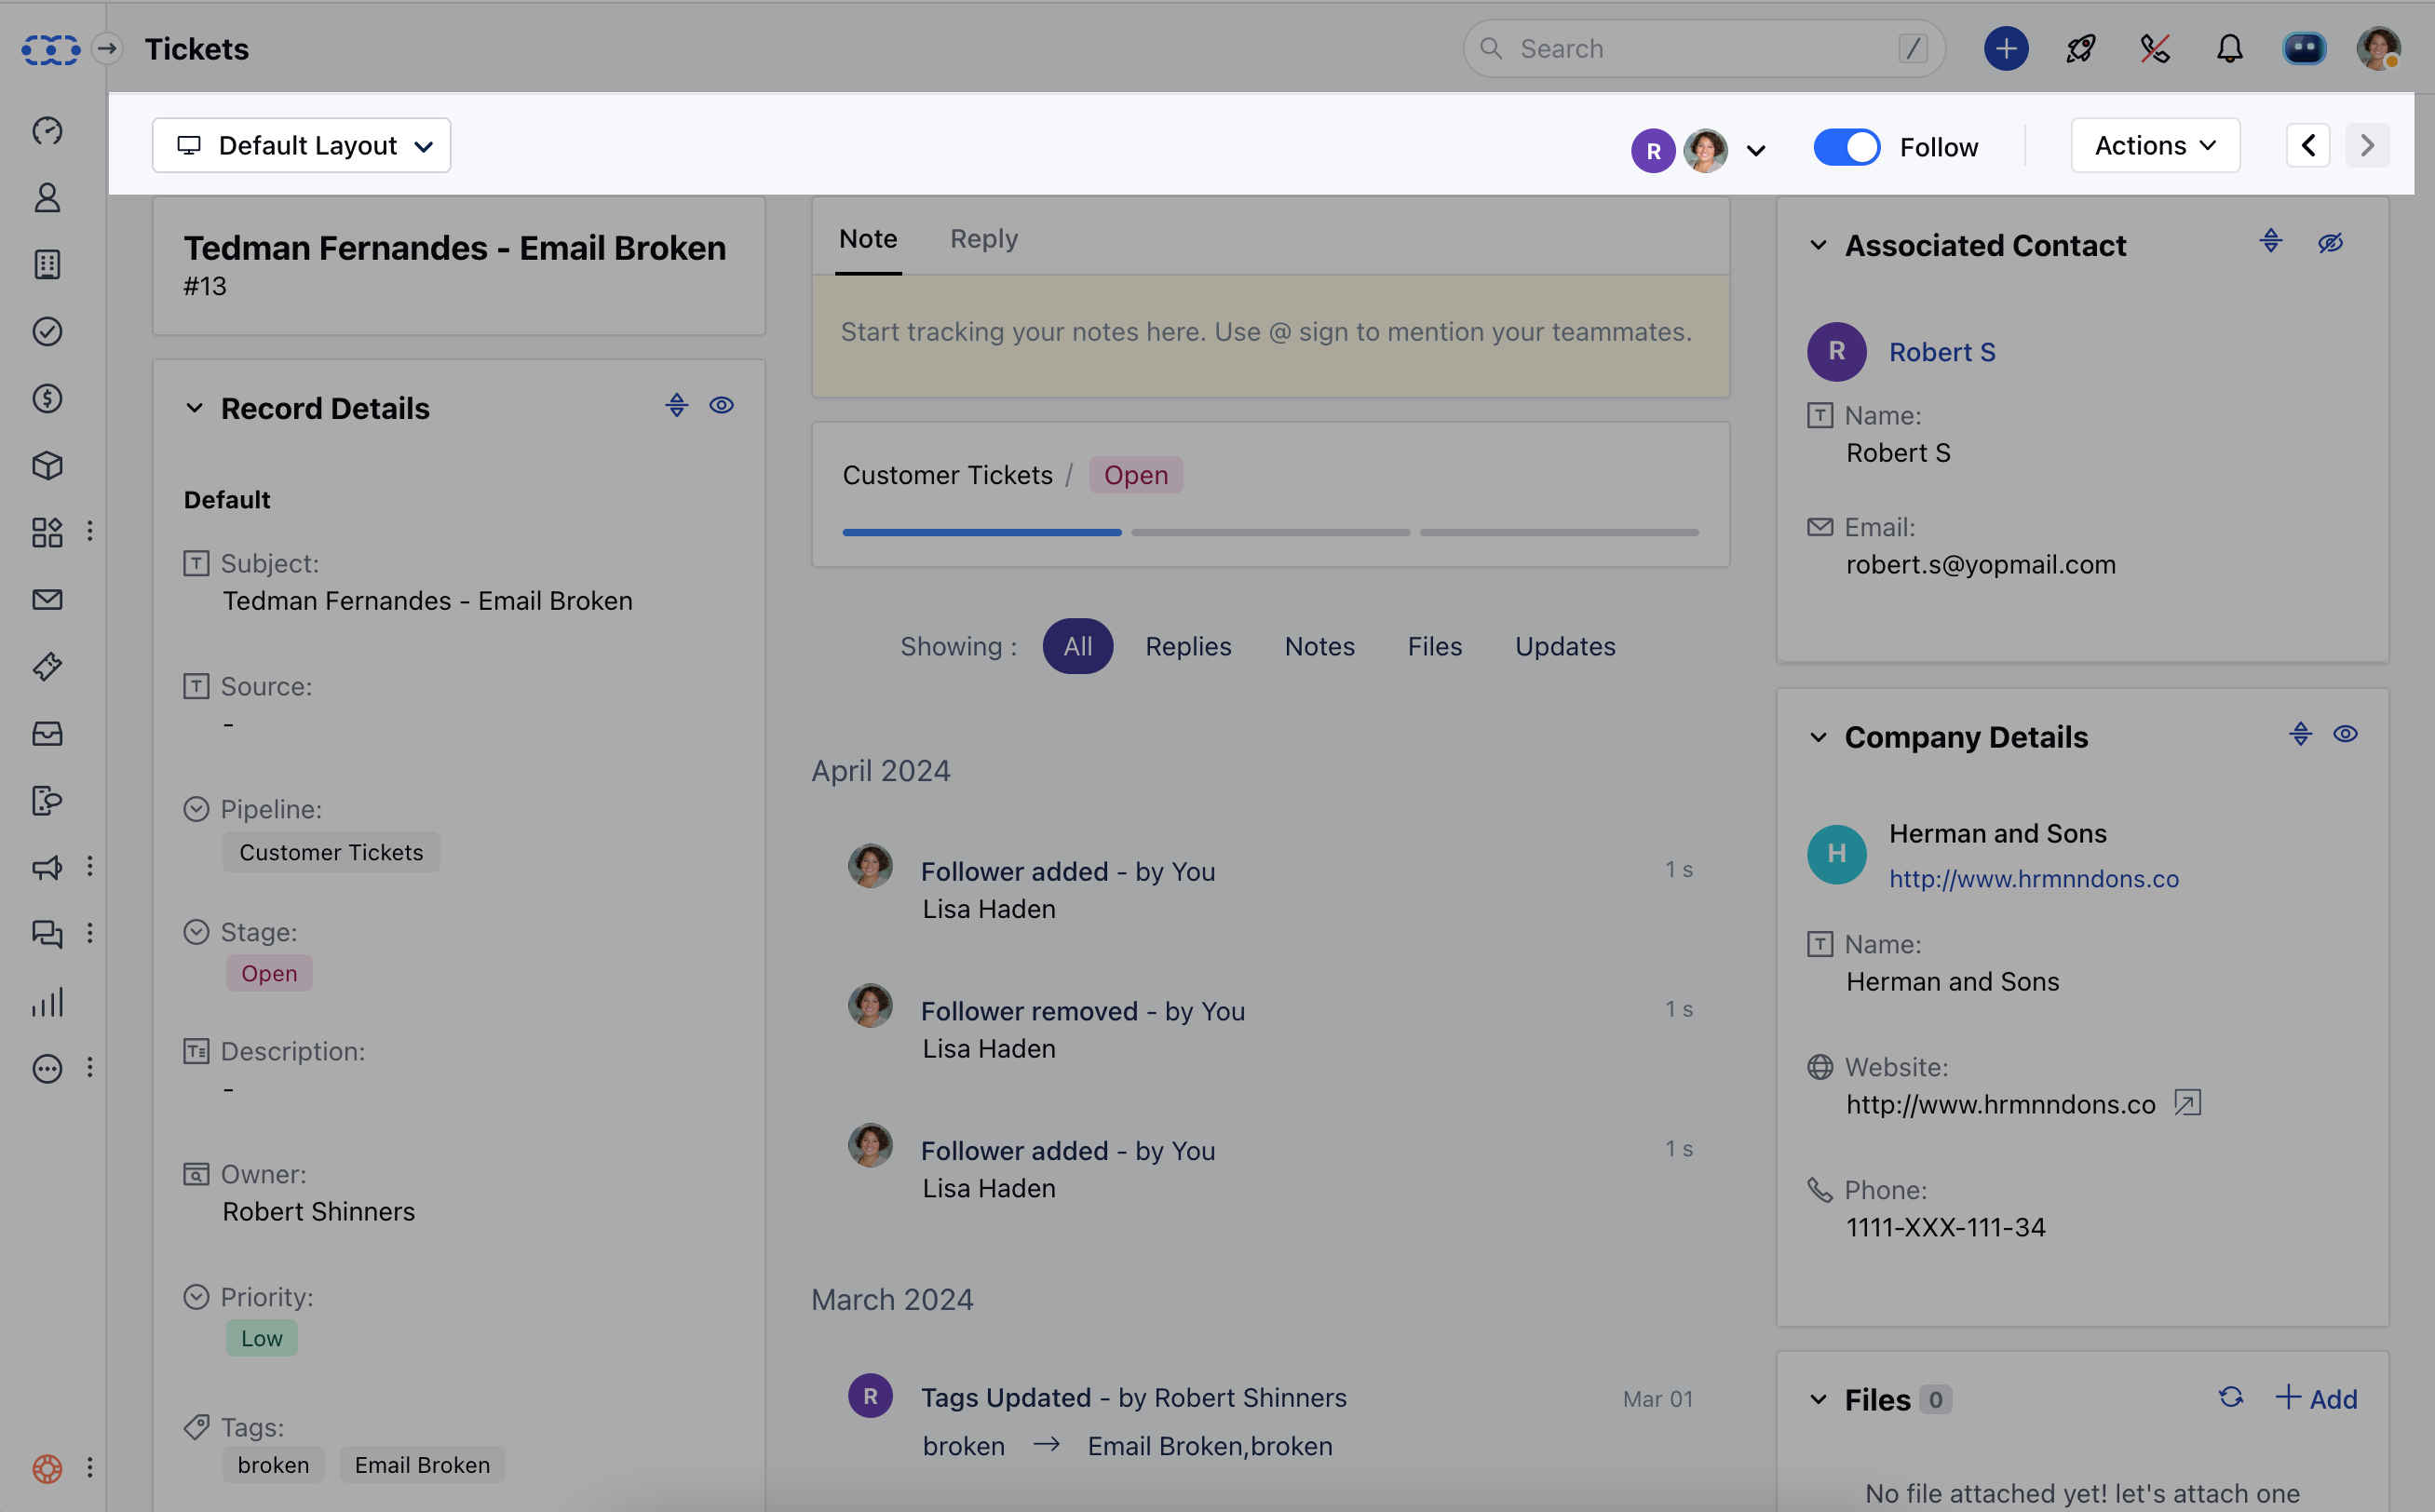 Tickets
Search
/
Default Layout
R
Follow
Actions
Tedman Fernandes - Email Broken
#13
Record Details
Default
T Subject:
Tedman Fernandes - Email Broken
T Source:
-
Pipeline:
Customer Tickets
Stage:
Open
T Description:
-
Owner:
Robert Shinners
Priority:
Low
Tags:
broken Email Broken
Note Reply
Start tracking your notes here. Use @ sign to mention your teammates.
Customer Tickets / Open
Showing : All Replies Notes Files Updates
April 2024
Follower added - by You 1 s
Lisa Haden
Follower removed - by You 1 s
Lisa Haden
Follower added - by You 1 s
Lisa Haden
March 2024
R Tags Updated - by Robert Shinners Mar 01
broken → Email Broken,broken
Associated Contact
R Robert S
T Name:
Robert S
Email:
robert.s@yopmail.com
Company Details
H Herman and Sons
http://www.hrmnndons.co
T Name:
Herman and Sons
Website:
http://www.hrmnndons.co
Phone:
1111-XXX-111-34
Files 0 + Add
No file attached yet! let's attach one